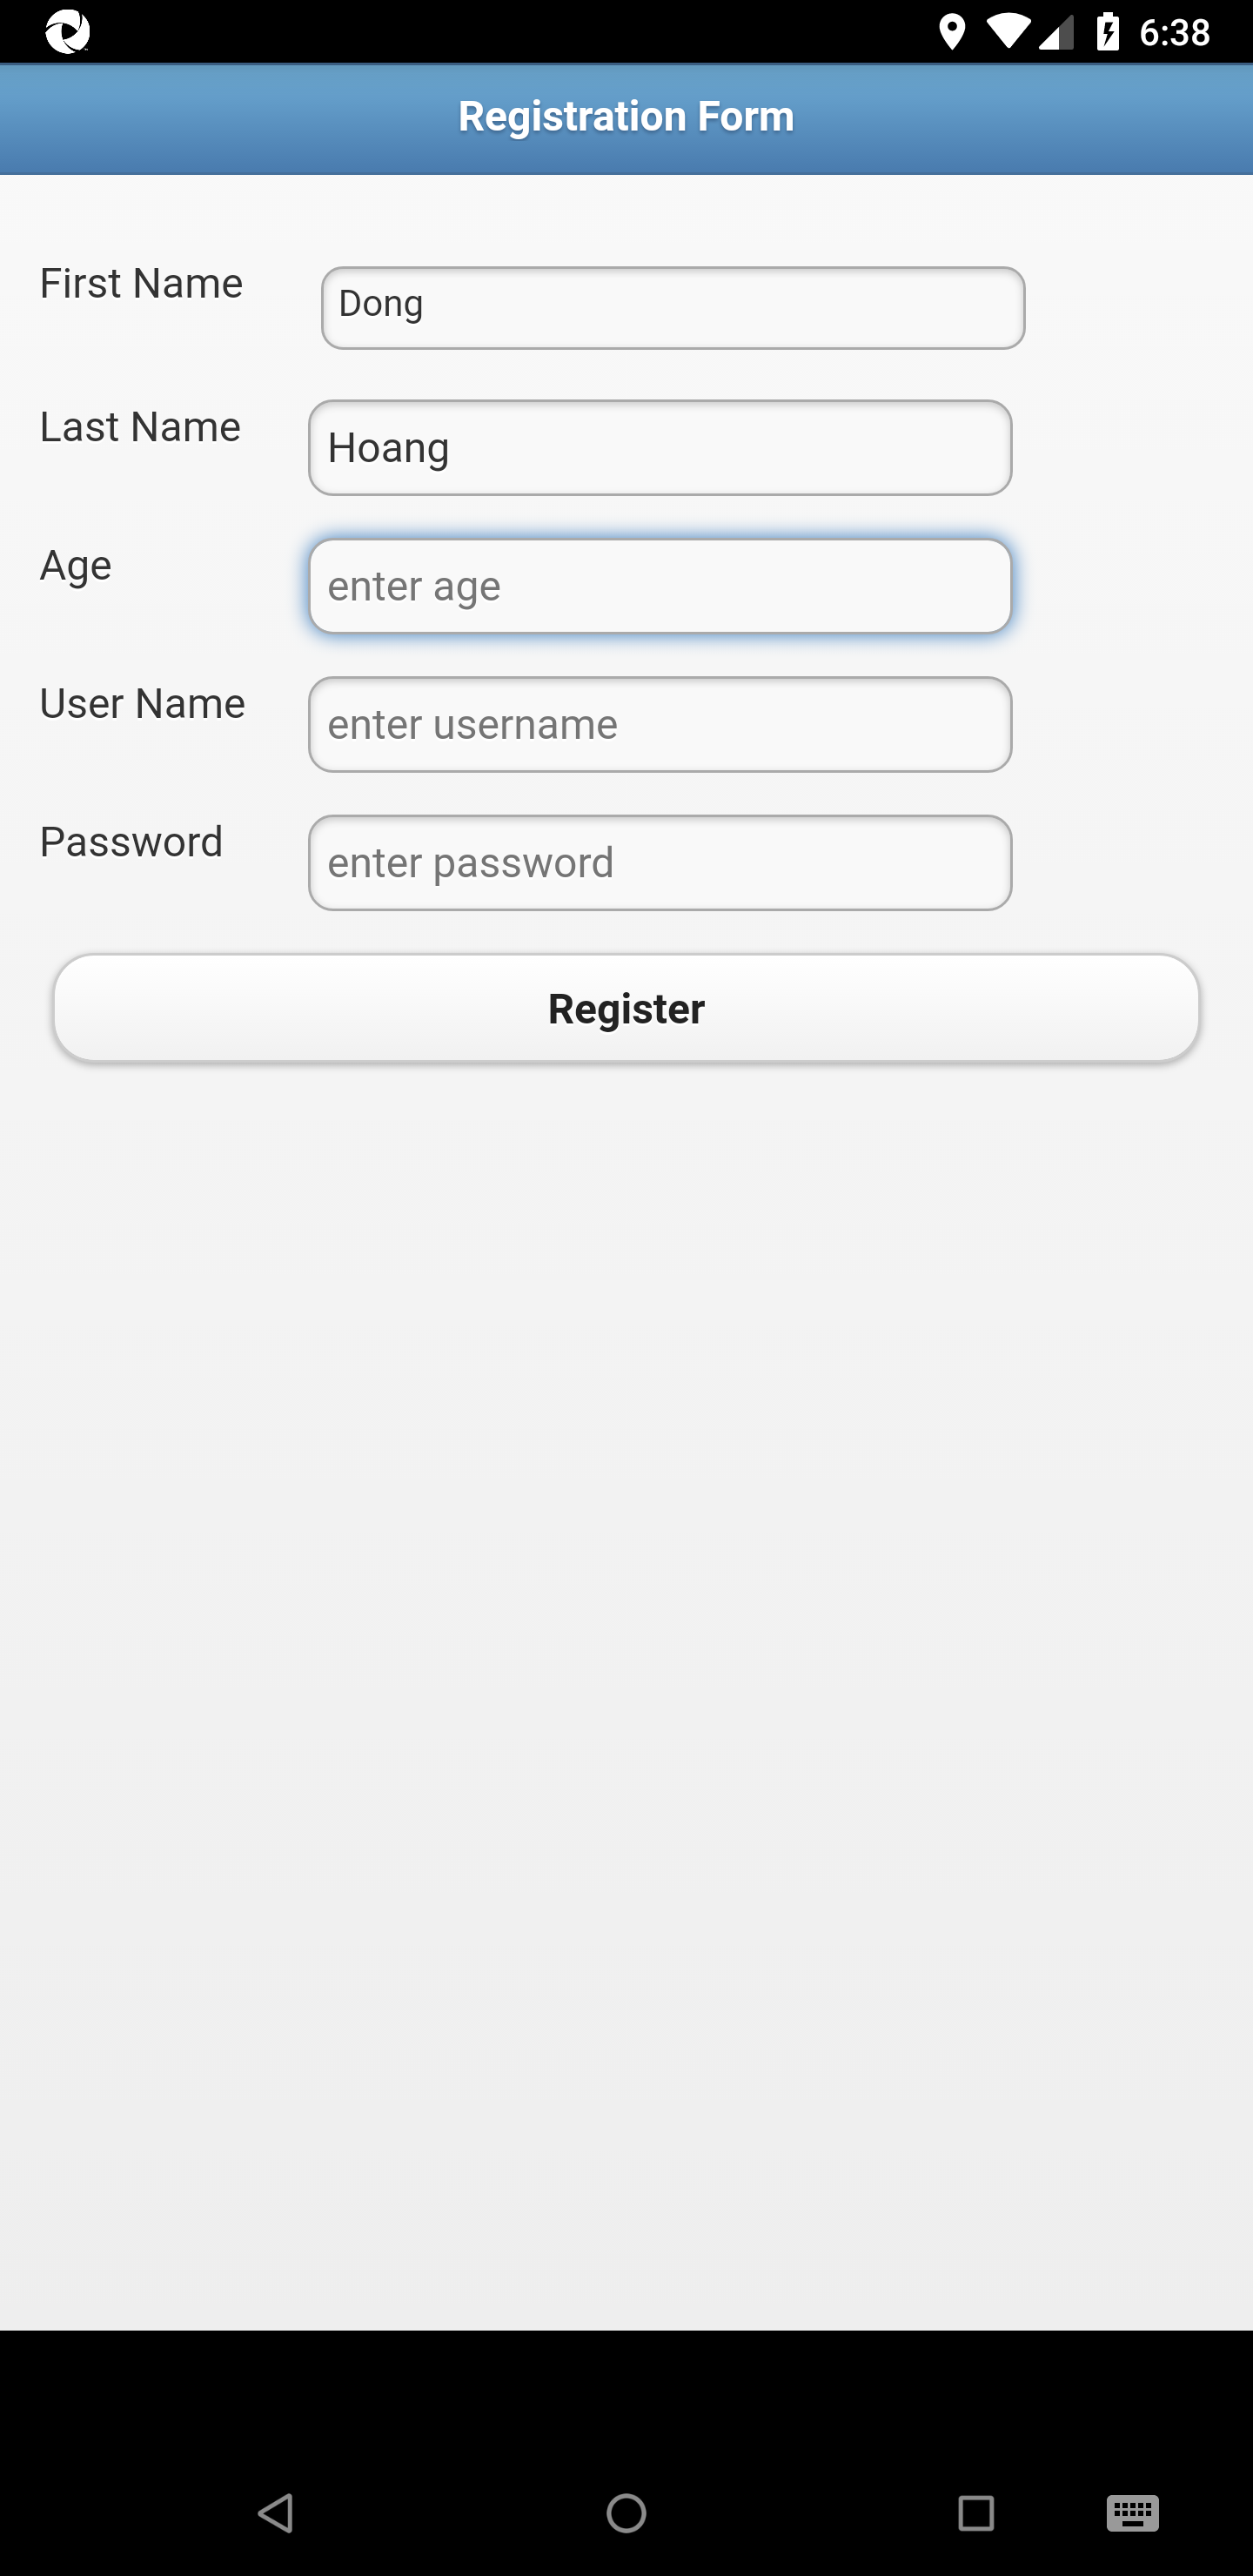 6:38
Registration Form
First Name Dong
Last Name Hoang
Age enter age
User Name enter username
Password enter password
Register